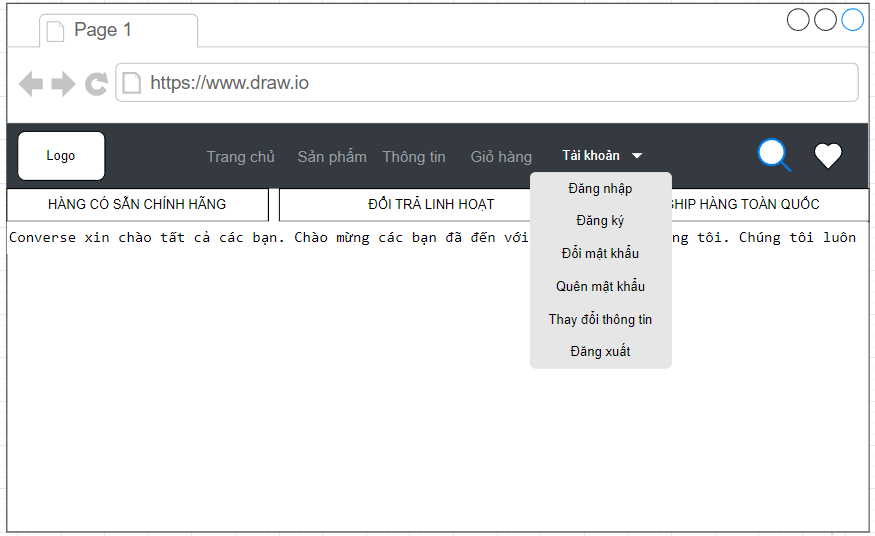 Page 1
https://www.draw.io
Logo
Trang chủ
Sản phẩm
Thông tin
Giỏ hàng
Tài khoản
HÀNG CÓ SẴN CHÍNH HÃNG
ĐỔI TRẢ LINH HOẠT
SHIP HÀNG TOÀN QUỐC
Converse xin chào tất cả các bạn. Chào mừng các bạn đã đến với ng tôi. Chúng tôi luôn
Đăng nhập
Đăng ký
Đổi mật khẩu
Quên mật khẩu
Thay đổi thông tin
Đăng xuất